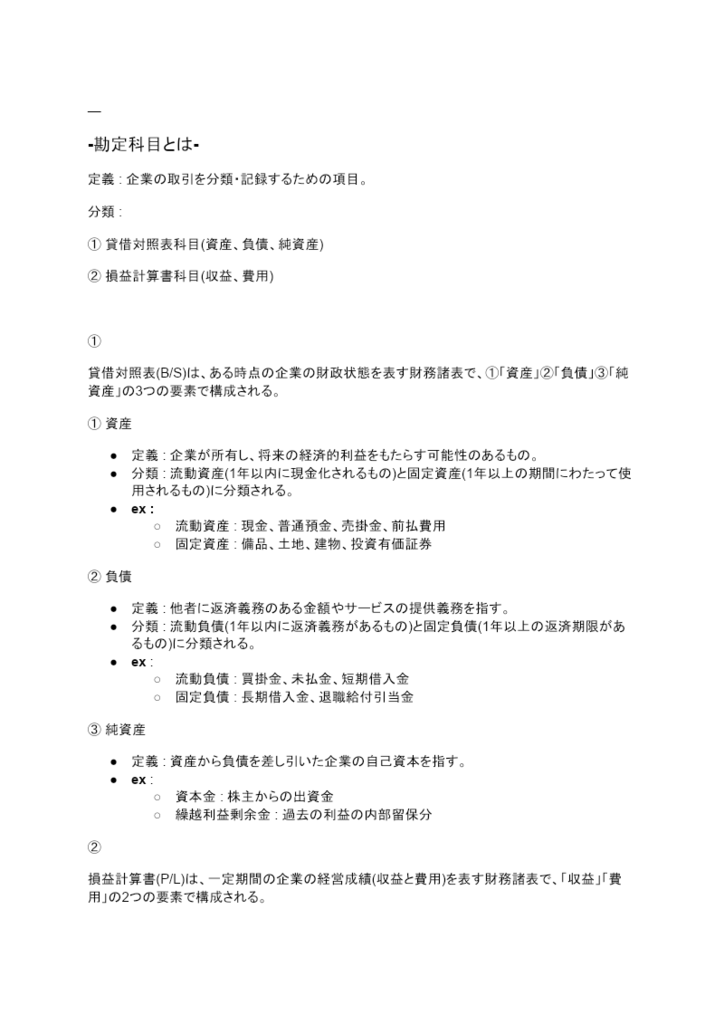 —
-勘定科目とは-
定義 : 企業の取引を分類・記録するための項目。
分類 :
① 貸借対照表科目(資産、負債、純資産)
② 損益計算書科目(収益、費用)
①
貸借対照表(B/S)は、ある時点の企業の財政状態を表す財務諸表で、①「資産」②「負債」③「純
資産」の3つの要素で構成される。
① 資産
● 定義 : 企業が所有し、将来の経済的利益をもたらす可能性のあるもの。
● 分類 : 流動資産(1年以内に現金化されるもの)と固定資産(1年以上の期間にわたって使
用されるもの)に分類される。
● ex :
○ 流動資産 : 現金、普通預金、売掛金、前払費用
○ 固定資産 : 備品、土地、建物、投資有価証券
② 負債
● 定義 : 他者に返済義務のある金額やサービスの提供義務を指す。
● 分類 : 流動負債(1年以内に返済義務があるもの)と固定負債(1年以上の返済期限があ
るもの)に分類される。
● ex :
○ 流動負債 : 買掛金、未払金、短期借入金
○ 固定負債 : 長期借入金、退職給付引当金
③ 純資産
● 定義 : 資産から負債を差し引いた企業の自己資本を指す。
● ex :
○ 資本金 : 株主からの出資金
○ 繰越利益剰余金 : 過去の利益の内部留保分
②
損益計算書(P/L)は、一定期間の企業の経営成績(収益と費用)を表す財務諸表で、「収益」「費
用」の2つの要素で構成される。